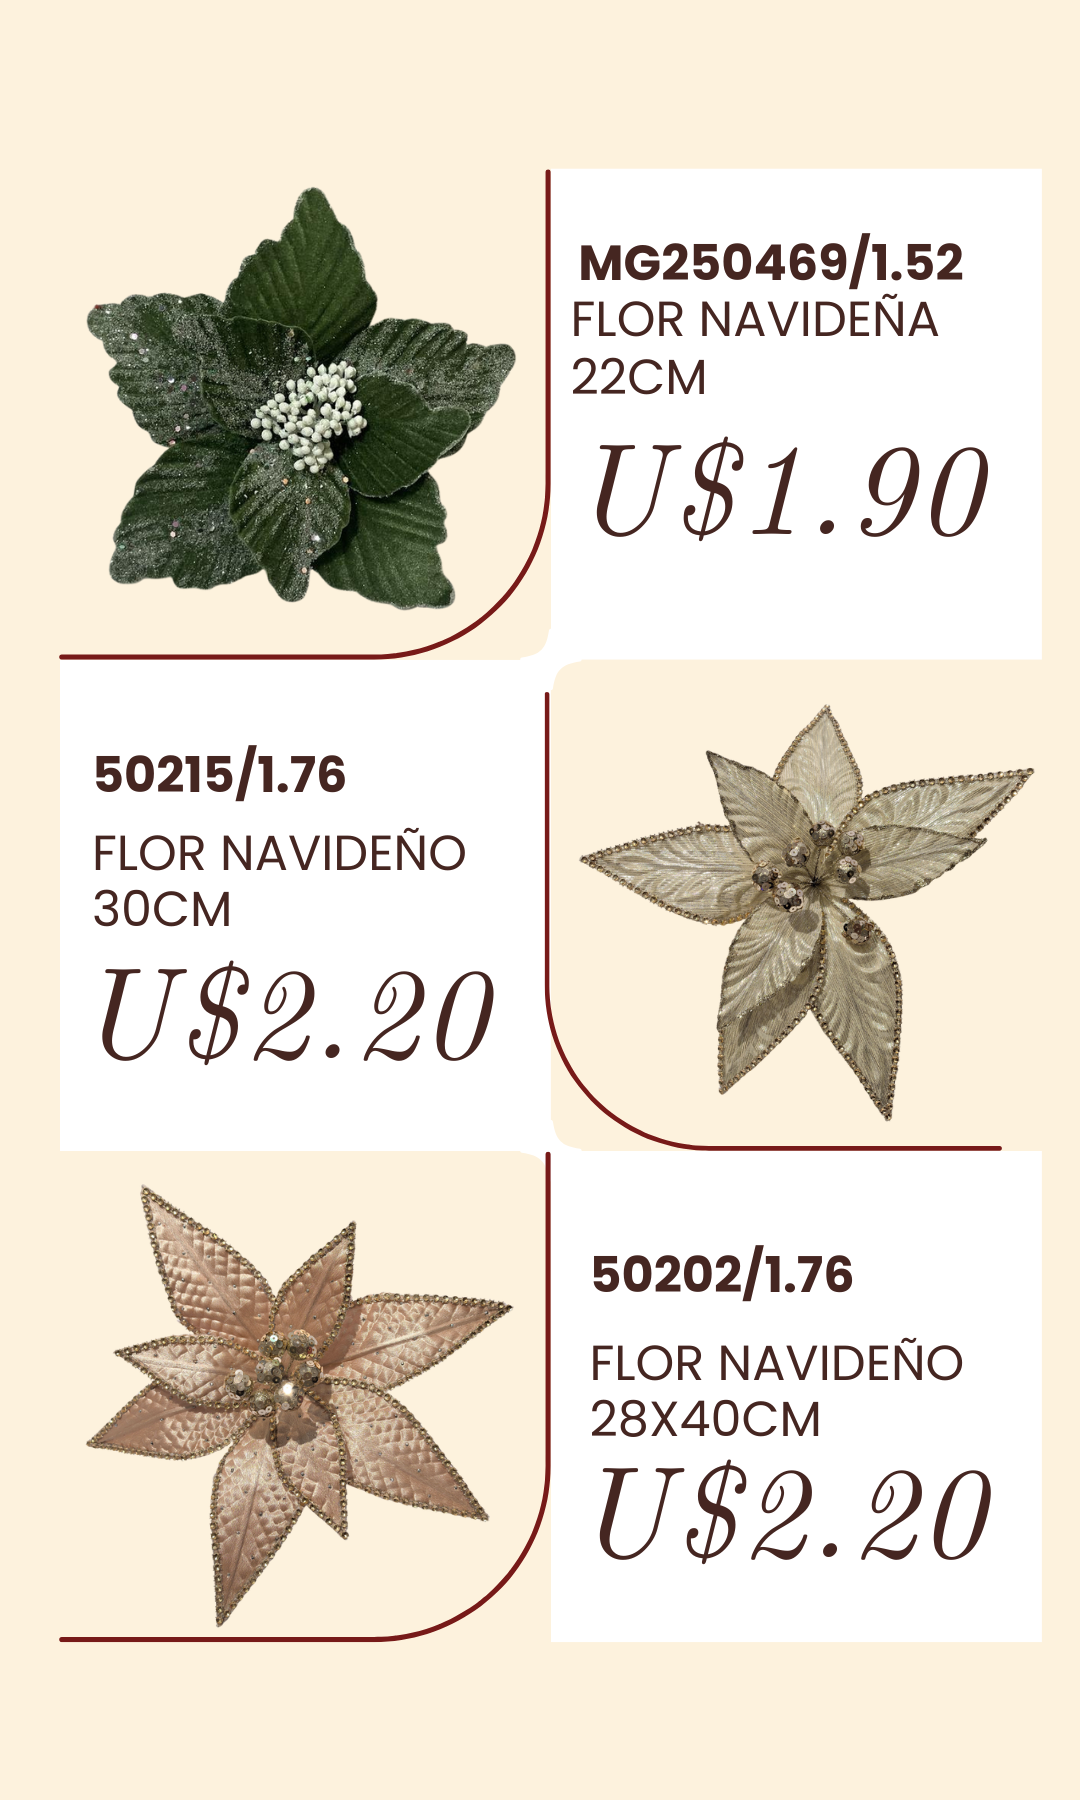 MG250469/1.52
FLOR NAVIDEÑA
22CM
U$1.90
50215/1.76
FLOR NAVIDEÑO
30CM
U$2.20
50202/1.76
FLOR NAVIDEÑO
28X40CM
U$2.20